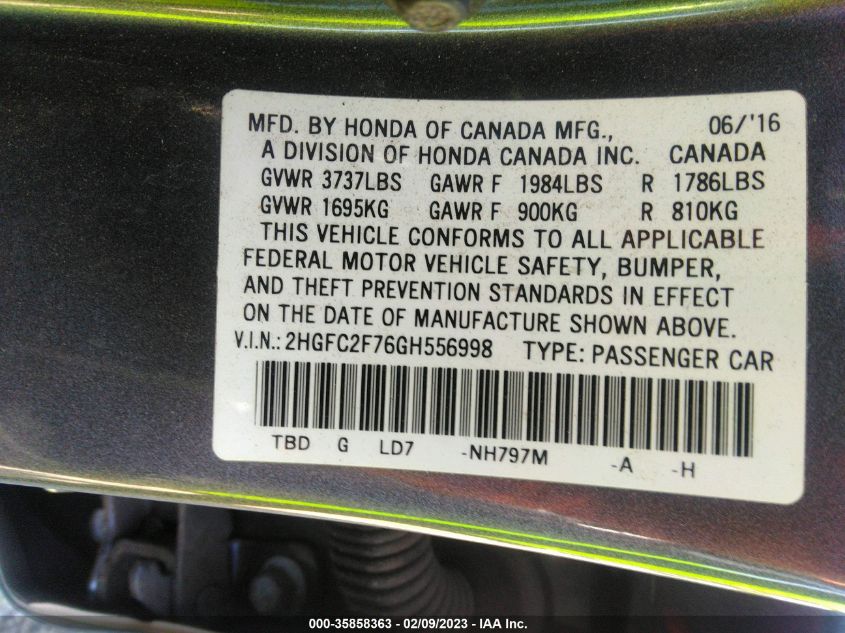 MFD. BY HONDA OF CANADA MFG., 06/'16
A DIVISION OF HONDA CANADA INC. CANADA
GVWR 3737LBS GAWR F 1984LBS R 1786LBS
GVWR 1695KG GAWR F 900KG R 810KG
THIS VEHICLE CONFORMS TO ALL APPLICABLE
FEDERAL MOTOR VEHICLE SAFETY, BUMPER,
AND THEFT PREVENTION STANDARDS IN EFFECT
ON THE DATE OF MANUFACTURE SHOWN ABOVE.
V.I.N.: 2HGFC2F76GH556998 TYPE: PASSENGER CAR
TBD G LD7 -NH797M -A -H
000-35858363 - 02/09/2023 - IAA Inc.